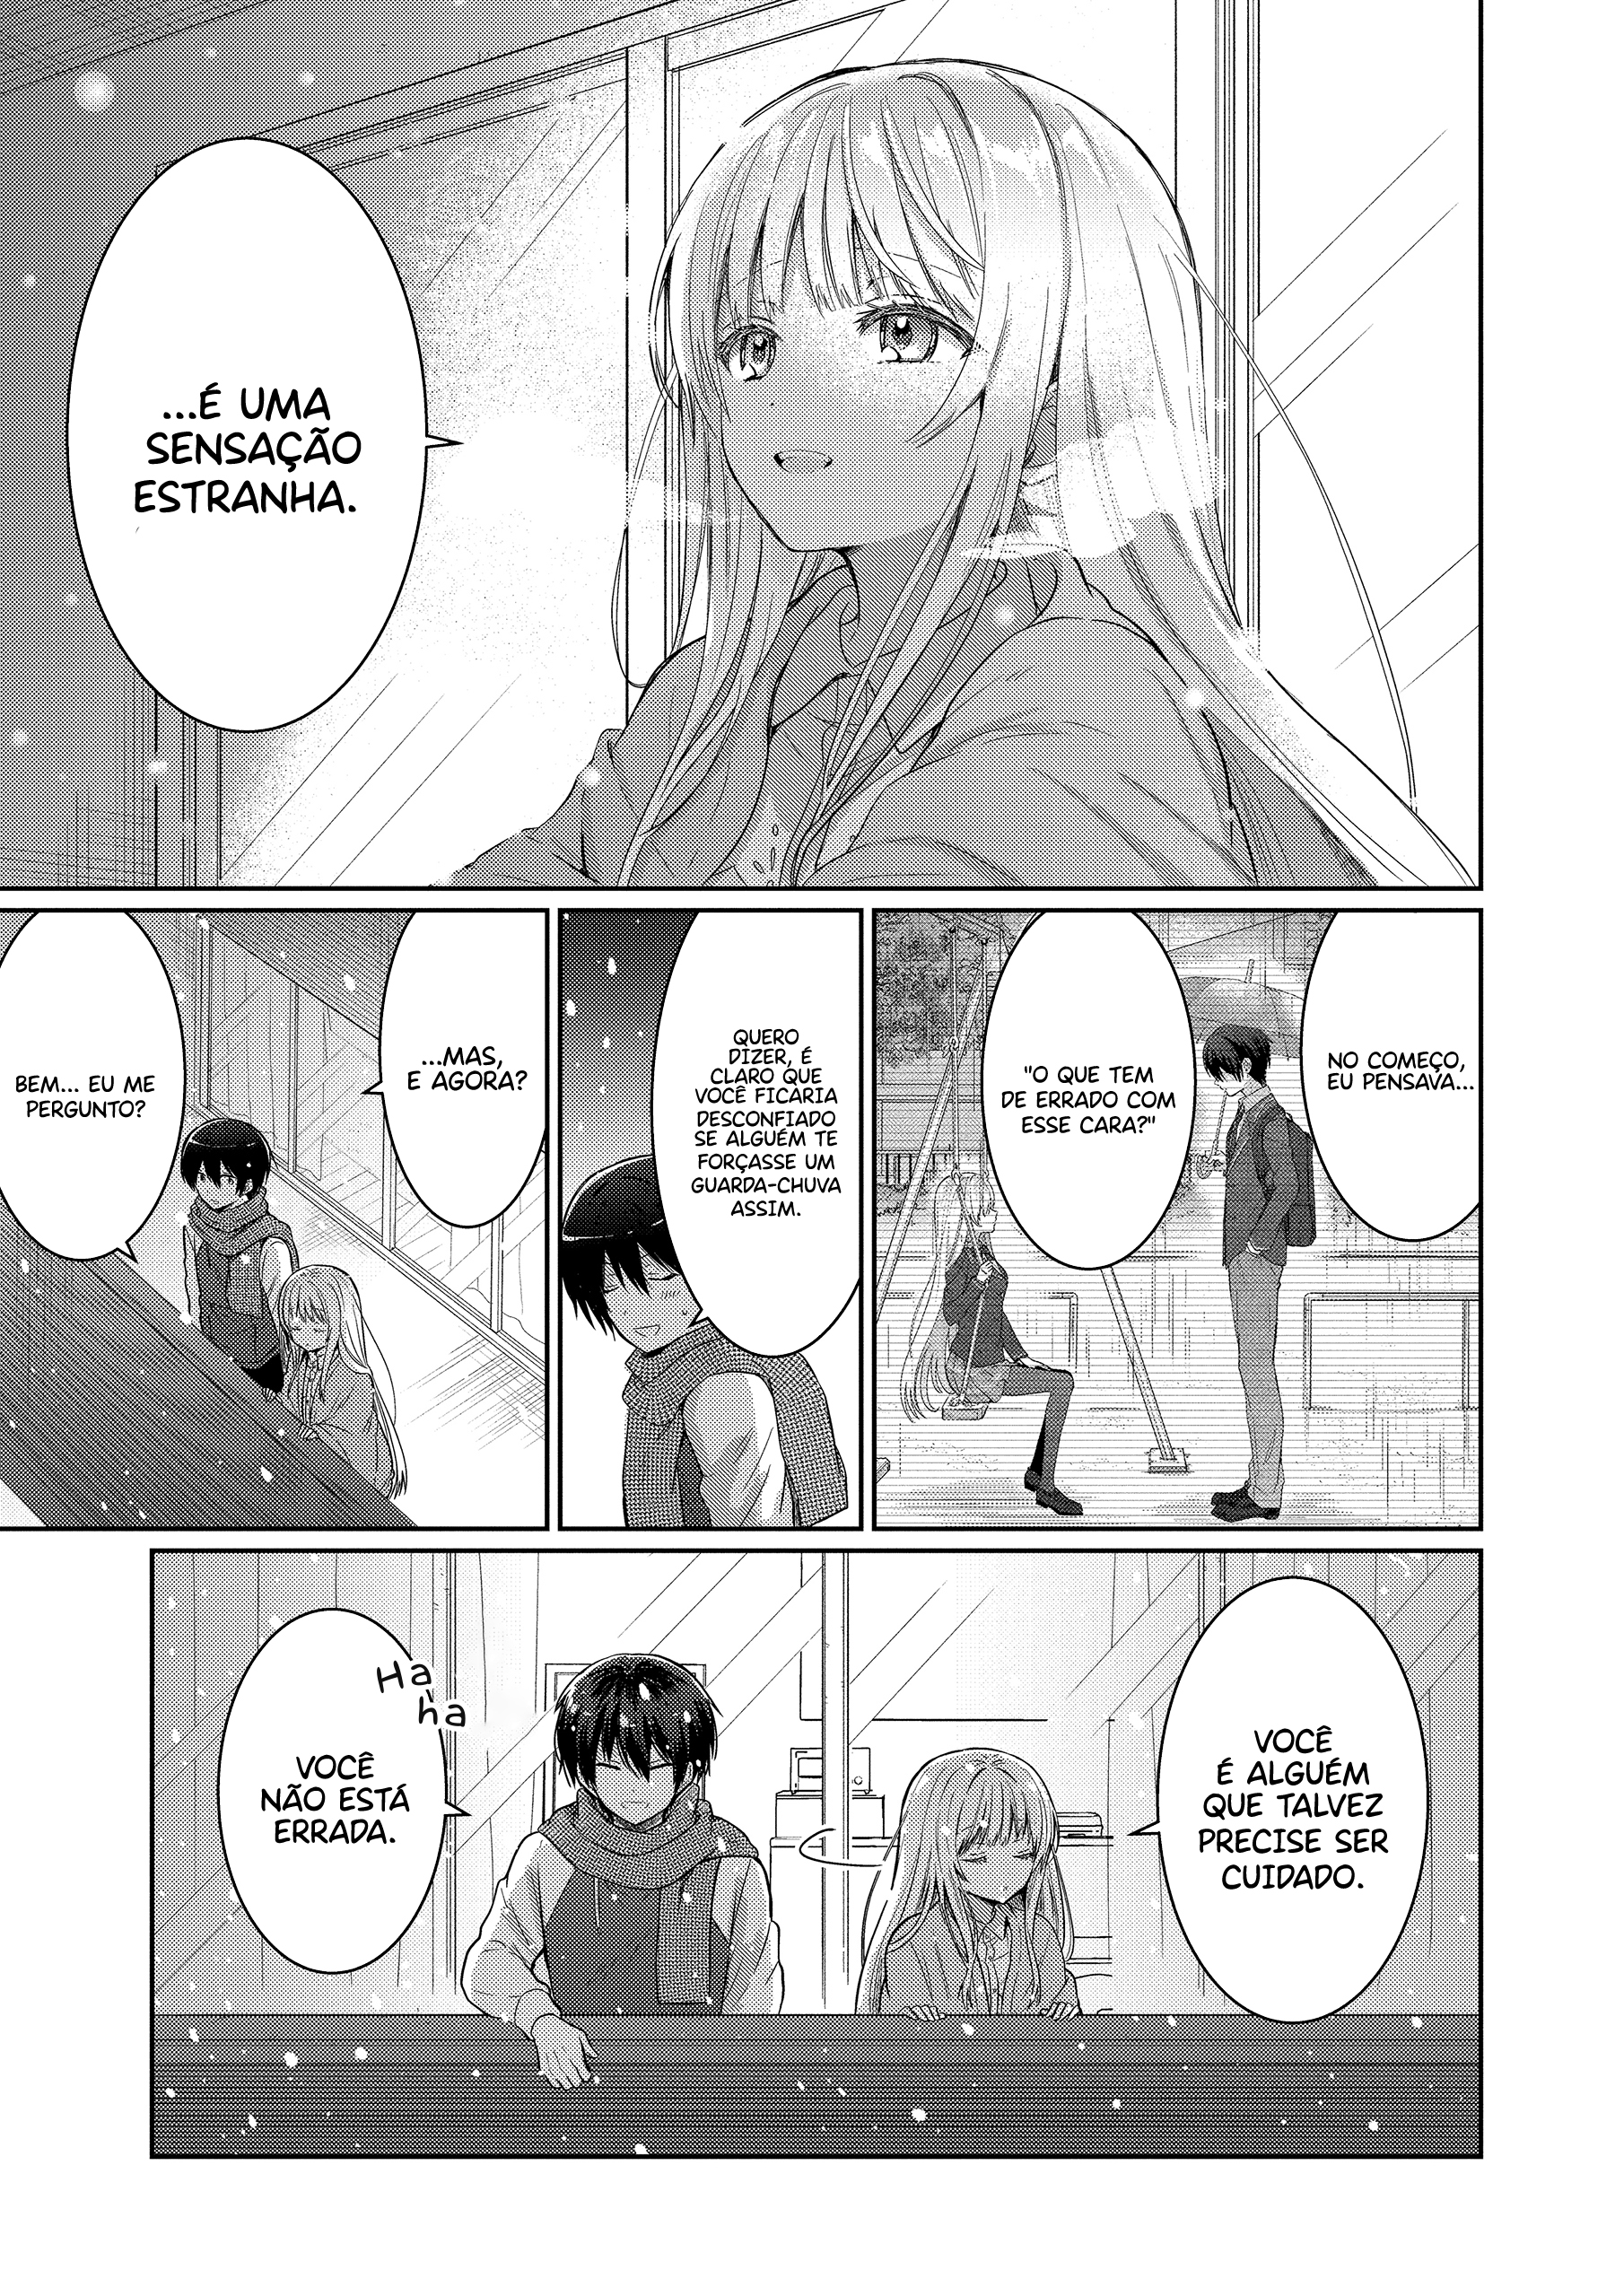 ...É UMA
SENSAÇÃO
ESTRANHA.
NO COMEÇO,
EU PENSAVA...
"O QUE TEM
DE ERRADO COM
ESSE CARA?"
QUERO
DIZER, É
CLARO QUE
VOCÊ FICARIA
DESCONFIADO
SE ALGUÉM TE
FORÇASSE UM
GUARDA-CHUVA
ASSIM.
...MAS,
E AGORA?
BEM... EU ME
PERGUNTO?
VOCÊ
É ALGUÉM
QUE TALVEZ
PRECISE SER
CUIDADO.
Ha
ha
VOCÊ
NÃO ESTÁ
ERRADA.